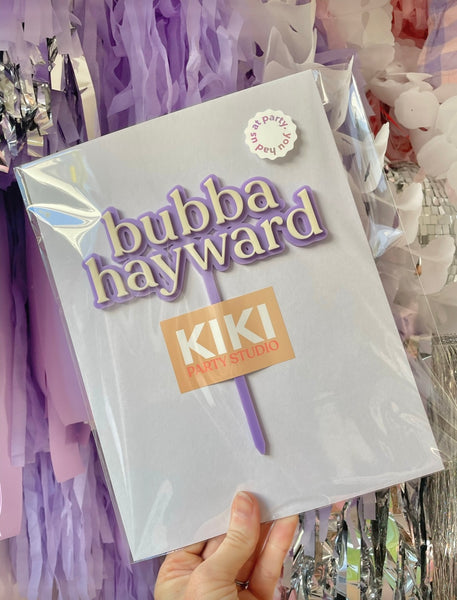 you had us at party.
bubba
hayward
KIKI
PARTY STUDIO